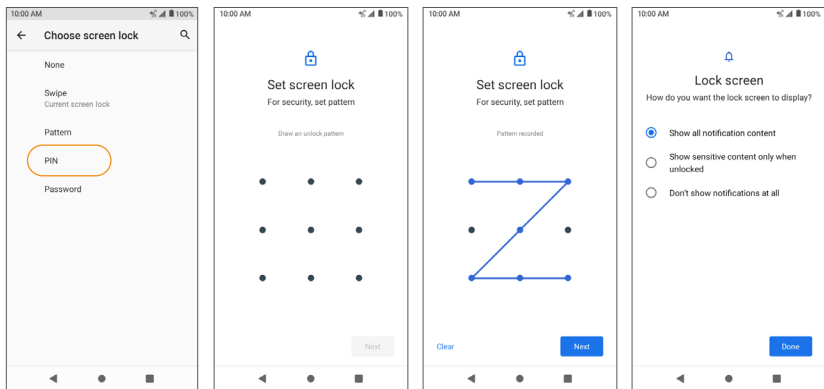 10:00 AM
100%
Choose screen lock
None
Swipe
Current screen lock
Pattern
PIN
Password
10:00 AM
100%
Set screen lock
For security, set pattern
Draw an unlock pattern
Next
10:00 AM
100%
Set screen lock
For security, set pattern
Pattern recorded
Clear
Next
10:00 AM
100%
Lock screen
How do you want the lock screen to display?
Show all notification content
Show sensitive content only when
unlocked
Don't show notifications at all
Done